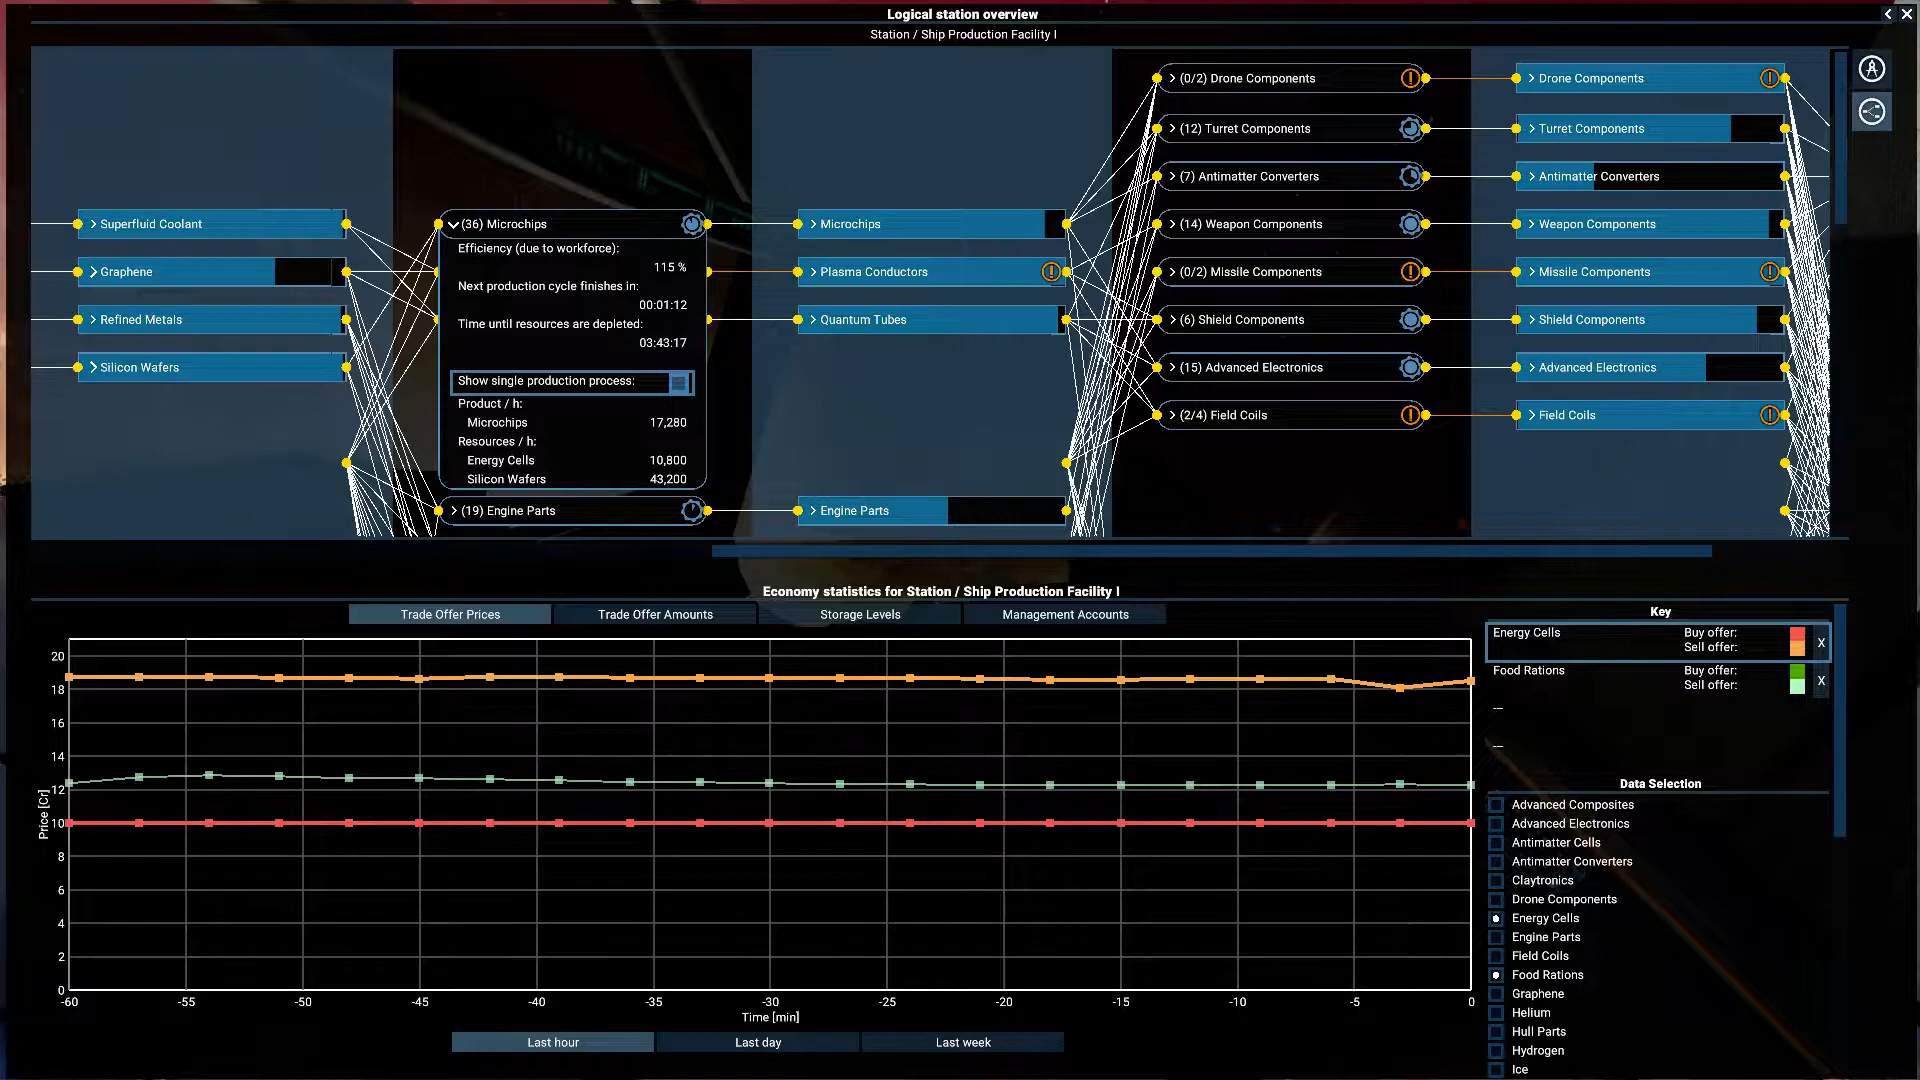 Logical station overview
Station / Ship Production Facility I
Superfluid Coolant
Graphene
Refined Metals
Silicon Wafers
(36) Microchips
Efficiency (due to workforce):
115 %
Next production cycle finishes in:
00:01:12
Time until resources are depleted:
03:43:17
Show single production process:
Product / h:
Microchips 17,280
Resources / h:
Energy Cells 10,800
Silicon Wafers 43,200
(19) Engine Parts
Microchips
Plasma Conductors
Quantum Tubes
Engine Parts
(0/2) Drone Components
(12) Turret Components
(7) Antimatter Converters
(14) Weapon Components
(0/2) Missile Components
(6) Shield Components
(15) Advanced Electronics
(2/4) Field Coils
Drone Components
Turret Components
Antimatter Converters
Weapon Components
Missile Components
Shield Components
Advanced Electronics
Field Coils
Economy statistics for Station / Ship Production Facility I
Trade Offer Prices
Trade Offer Amounts
Storage Levels
Management Accounts
Price [Cr]
20
18
16
14
12
10
8
6
4
2
0
-60 -55 -50 -45 -40 -35 -30 -25 -20 -15 -10 -5 0
Time [min]
Last hour
Last day
Last week
Key
Energy Cells
Buy offer:
Sell offer:
X
Food Rations
Buy offer:
Sell offer:
X
---
---
Data Selection
Advanced Composites
Advanced Electronics
Antimatter Cells
Antimatter Converters
Claytronics
Drone Components
Energy Cells
Engine Parts
Field Coils
Food Rations
Graphene
Helium
Hull Parts
Hydrogen
Ice